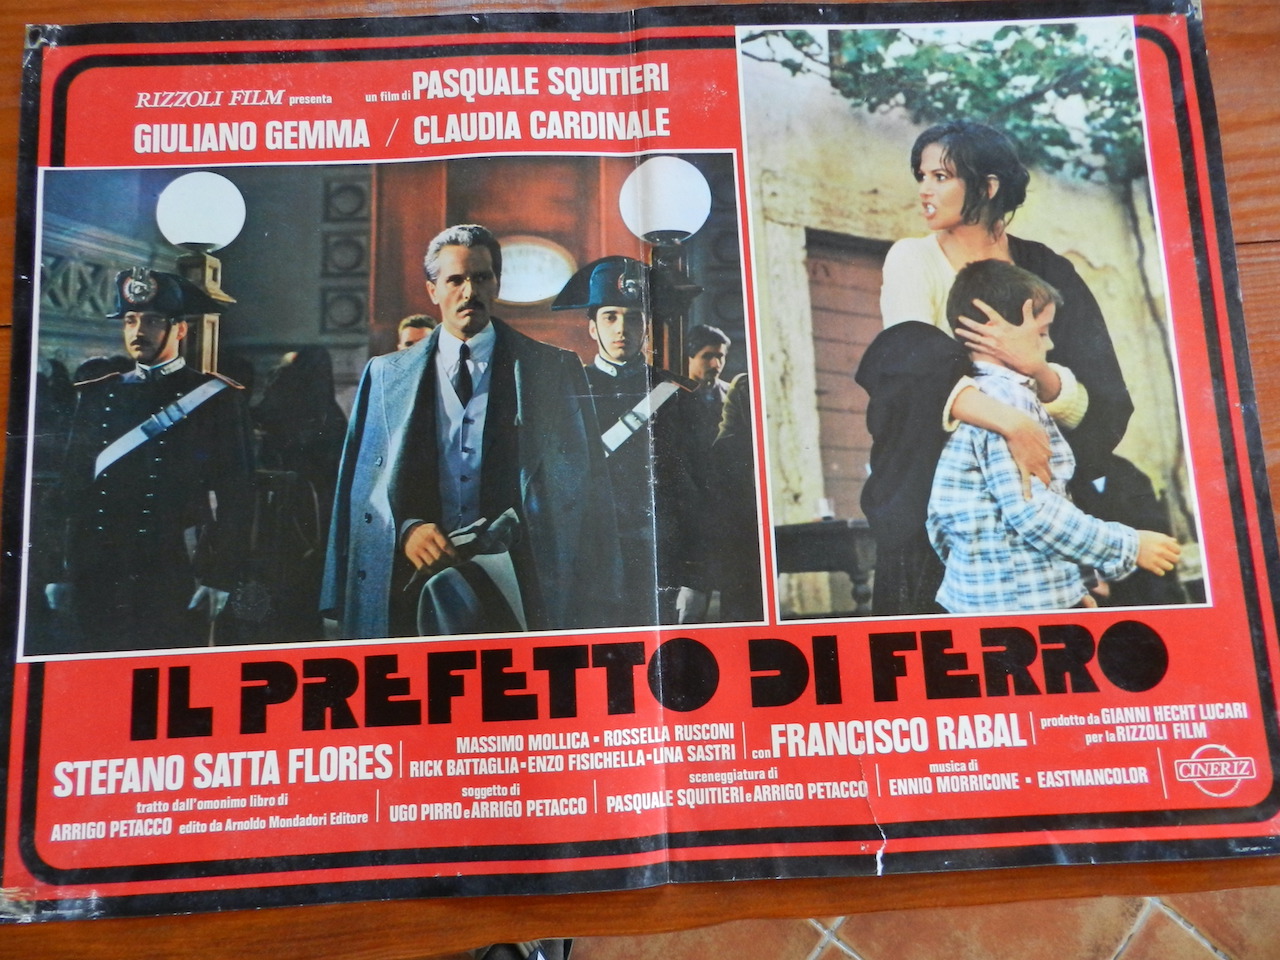 RIZZOLI FILM presenta un film di PASQUALE SQUITIERI
GIULIANO GEMMA / CLAUDIA CARDINALE
IL PREFETTO DI FERRO
STEFANO SATTA FLORES
MASSIMO MOLLICA - ROSSELLA RUSCONI
RICK BATTAGLIA - ENZO FISICHELLA - LINA SASTRI
con FRANCISCO RABAL
prodotto da GIANNI HECHT LUCARI
per la RIZZOLI FILM
tratto dall'omonimo libro di
ARRIGO PETACCO edito da Arnoldo Mondadori Editore
soggetto di
UGO PIRRO e ARRIGO PETACCO
sceneggiatura di
PASQUALE SQUITIERI e ARRIGO PETACCO
musica di
ENNIO MORRICONE - EASTMANCOLOR
CINERIZ